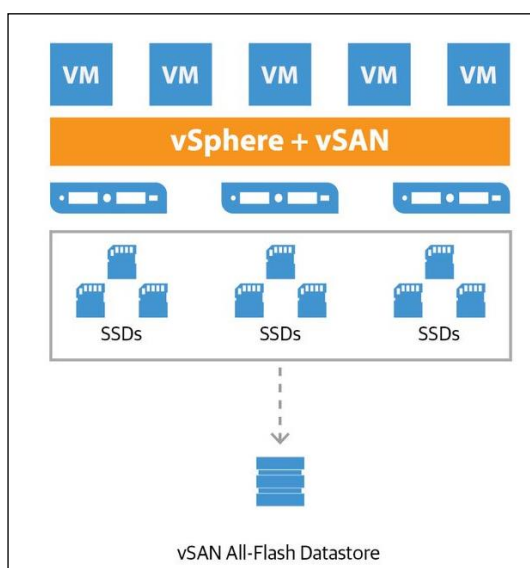 VM VM VM VM VM
vSphere + vSAN
SSDs SSDs SSDs
vSAN All-Flash Datastore